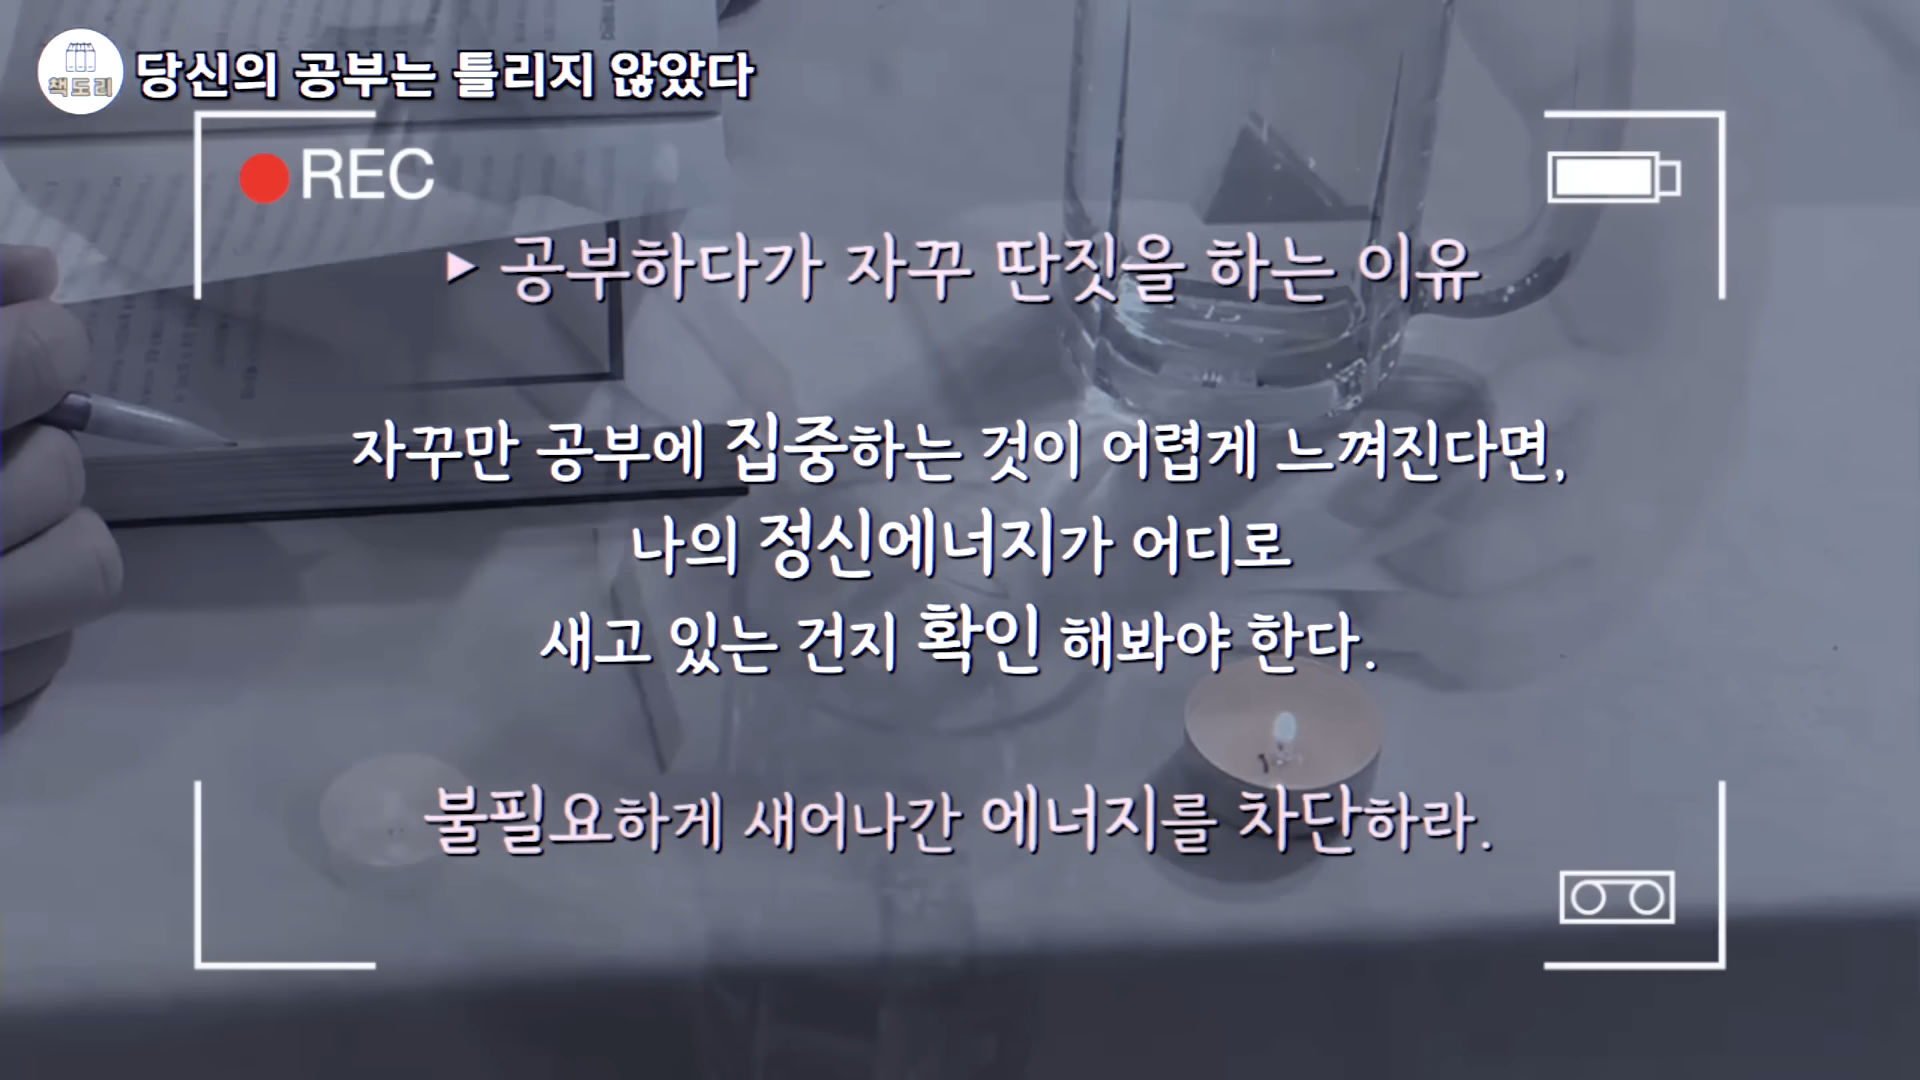 책도리
당신의 공부는 틀리지 않았다
REC
▶ 공부하다가 자꾸 딴짓을 하는 이유
자꾸만 공부에 집중하는 것이 어렵게 느껴진다면,
나의 정신에너지가 어디로
새고 있는 건지 확인 해봐야 한다.
불필요하게 새어나간 에너지를 차단하라.